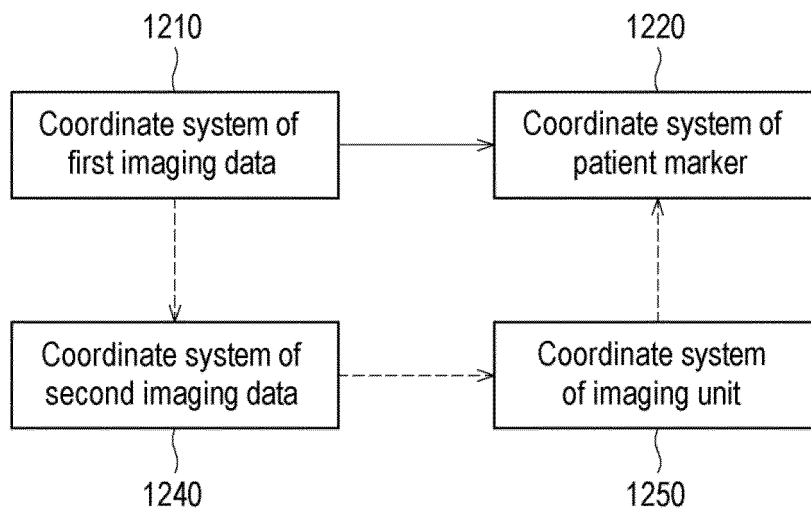 1210
1220
Coordinate system of
first imaging data
Coordinate system of
patient marker
Coordinate system of
second imaging data
Coordinate system
of imaging unit
1240
1250